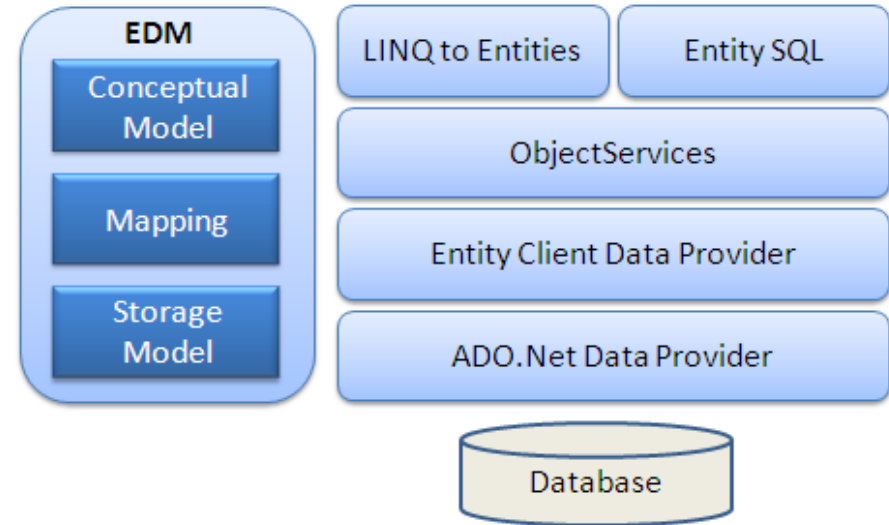 EDM
Conceptual
Model
Mapping
Storage
Model
LINQ to Entities
Entity SQL
ObjectServices
Entity Client Data Provider
ADO.Net Data Provider
Database